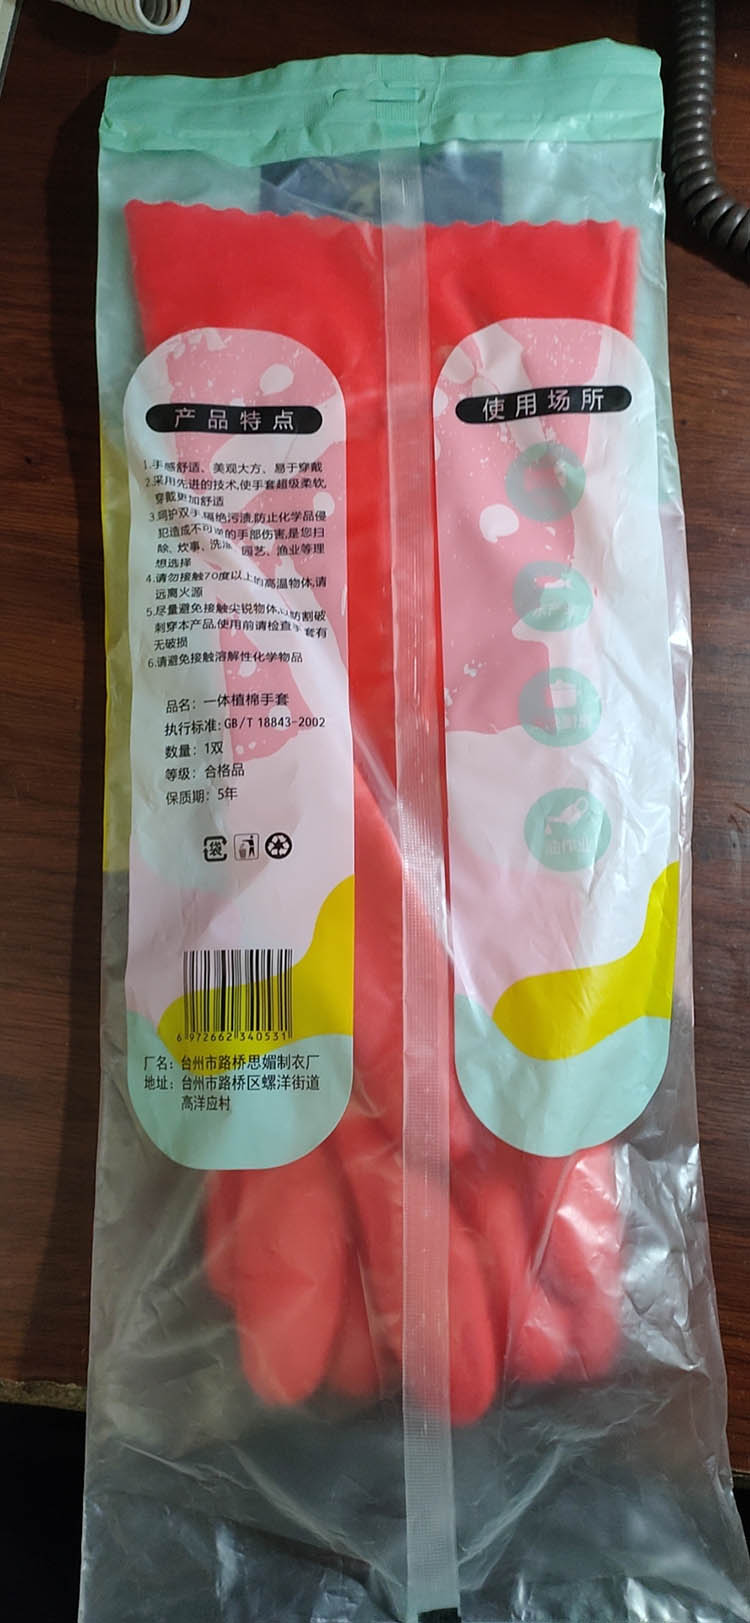 产品特点
1.手感舒适、美观大方、易于穿戴
2.采用先进的技术,使手套超级柔软,
穿戴更加舒适
3.呵护双手,隔绝污渍,防止化学品侵
犯造成不可逆的手部伤害,是您扫
除、炊事、洗涤、园艺、渔业等理
想选择
4.请勿接触70度以上的高温物体,请
远离火源
5.尽量避免接触尖锐物体,以防割破
刺穿本产品,使用前请检查手套有
无破损
6.请避免接触溶解性化学物品
品名：一体植棉手套
执行标准：GB/T 18843-2002
数量：1双
等级：合格品
保质期：5年
袋
6 972662 340531
厂名：台州市路桥思媚制衣厂
地址：台州市路桥区螺洋街道
高洋应村
使用场所